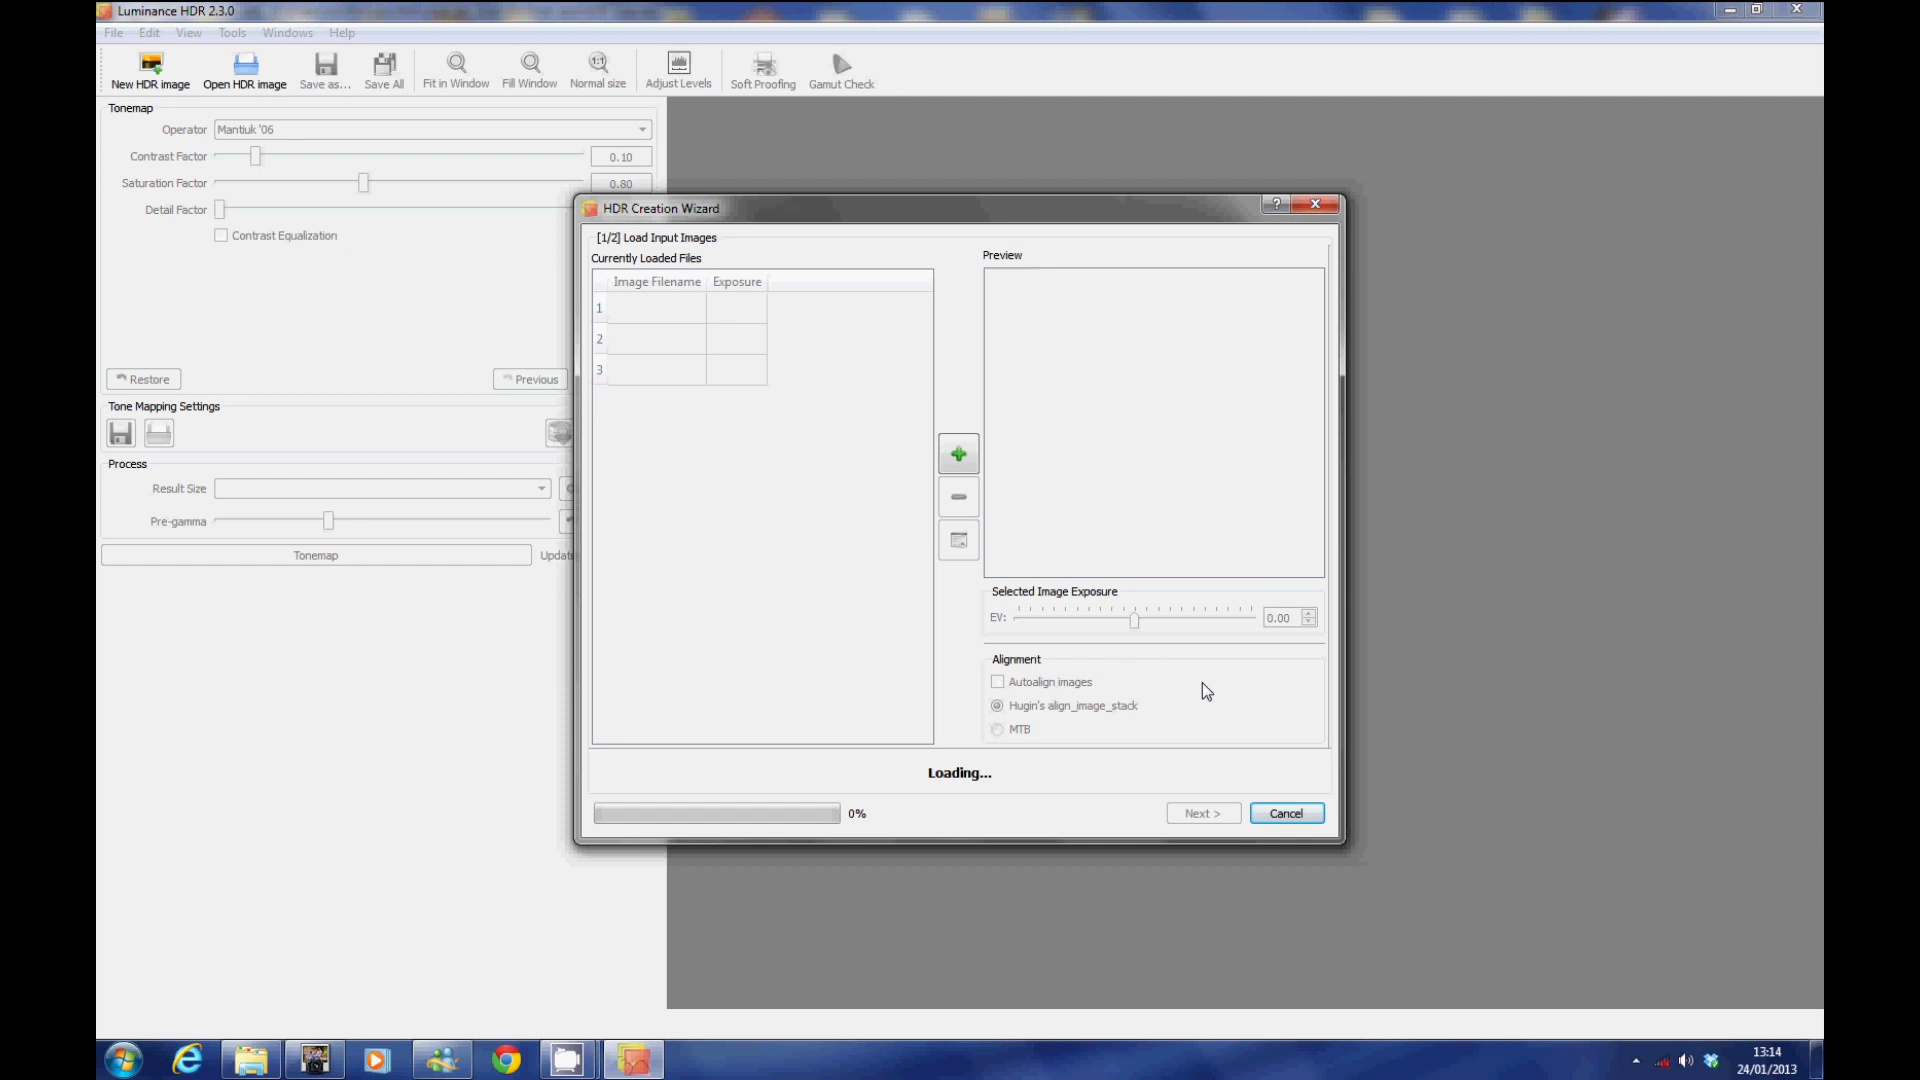 Luminance HDR 2.3.0
File Edit View Tools Windows Help
New HDR image Open HDR image Save as... Save All Fit in Window Fill Window 1:1 Normal size Adjust Levels Soft Proofing Gamut Check
Tonemap
Operator Mantiuk '06
Contrast Factor 0.10
Saturation Factor 0.80
Detail Factor
Contrast Equalization
Restore Previous
Tone Mapping Settings
Process
Result Size
Pre-gamma
Tonemap
HDR Creation Wizard
[1/2] Load Input Images
Currently Loaded Files
Image Filename Exposure
1
2
3
Preview
Selected Image Exposure
EV: 0.00
Alignment
Autoalign images
Hugin's align_image_stack
MTB
Loading...
0% Next > Cancel
13:14
24/01/2013